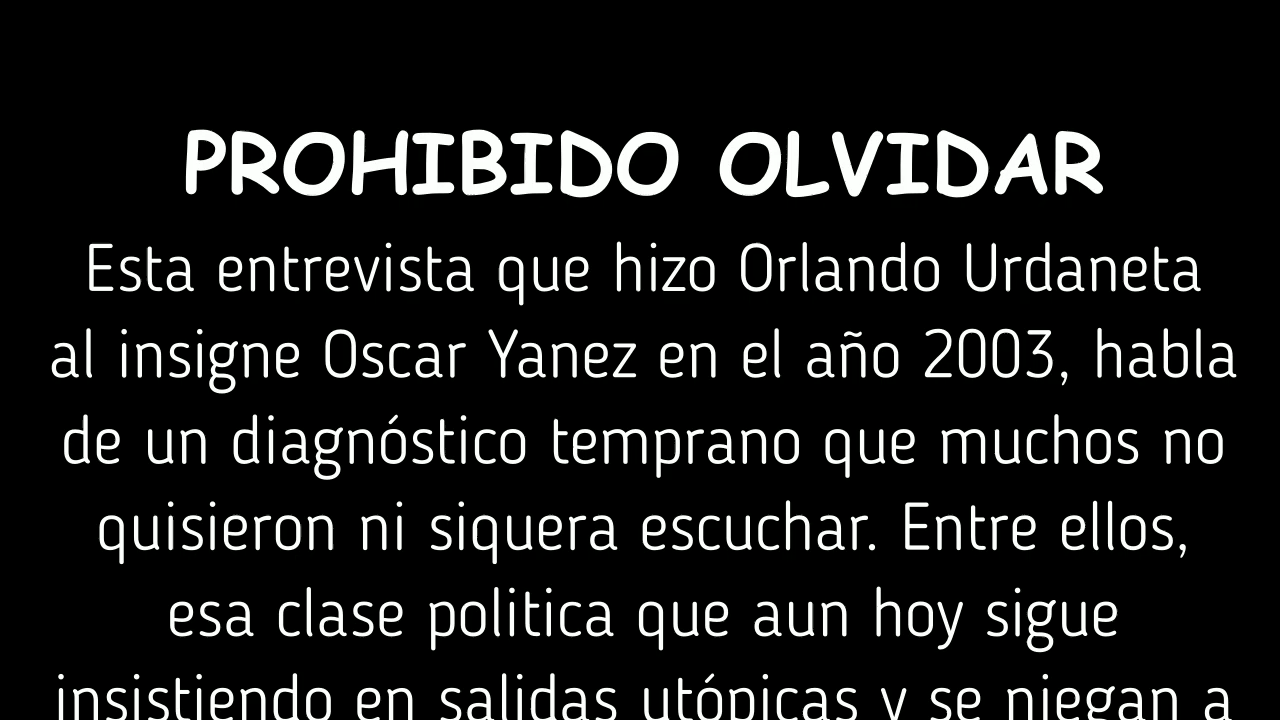 PROHIBIDO OLVIDAR
Esta entrevista que hizo Orlando Urdaneta
al insigne Oscar Yanez en el año 2003, habla
de un diagnóstico temprano que muchos no
quisieron ni siquera escuchar. Entre ellos,
esa clase politica que aun hoy sigue
insistiendo en salidas utópicas y se niegan a